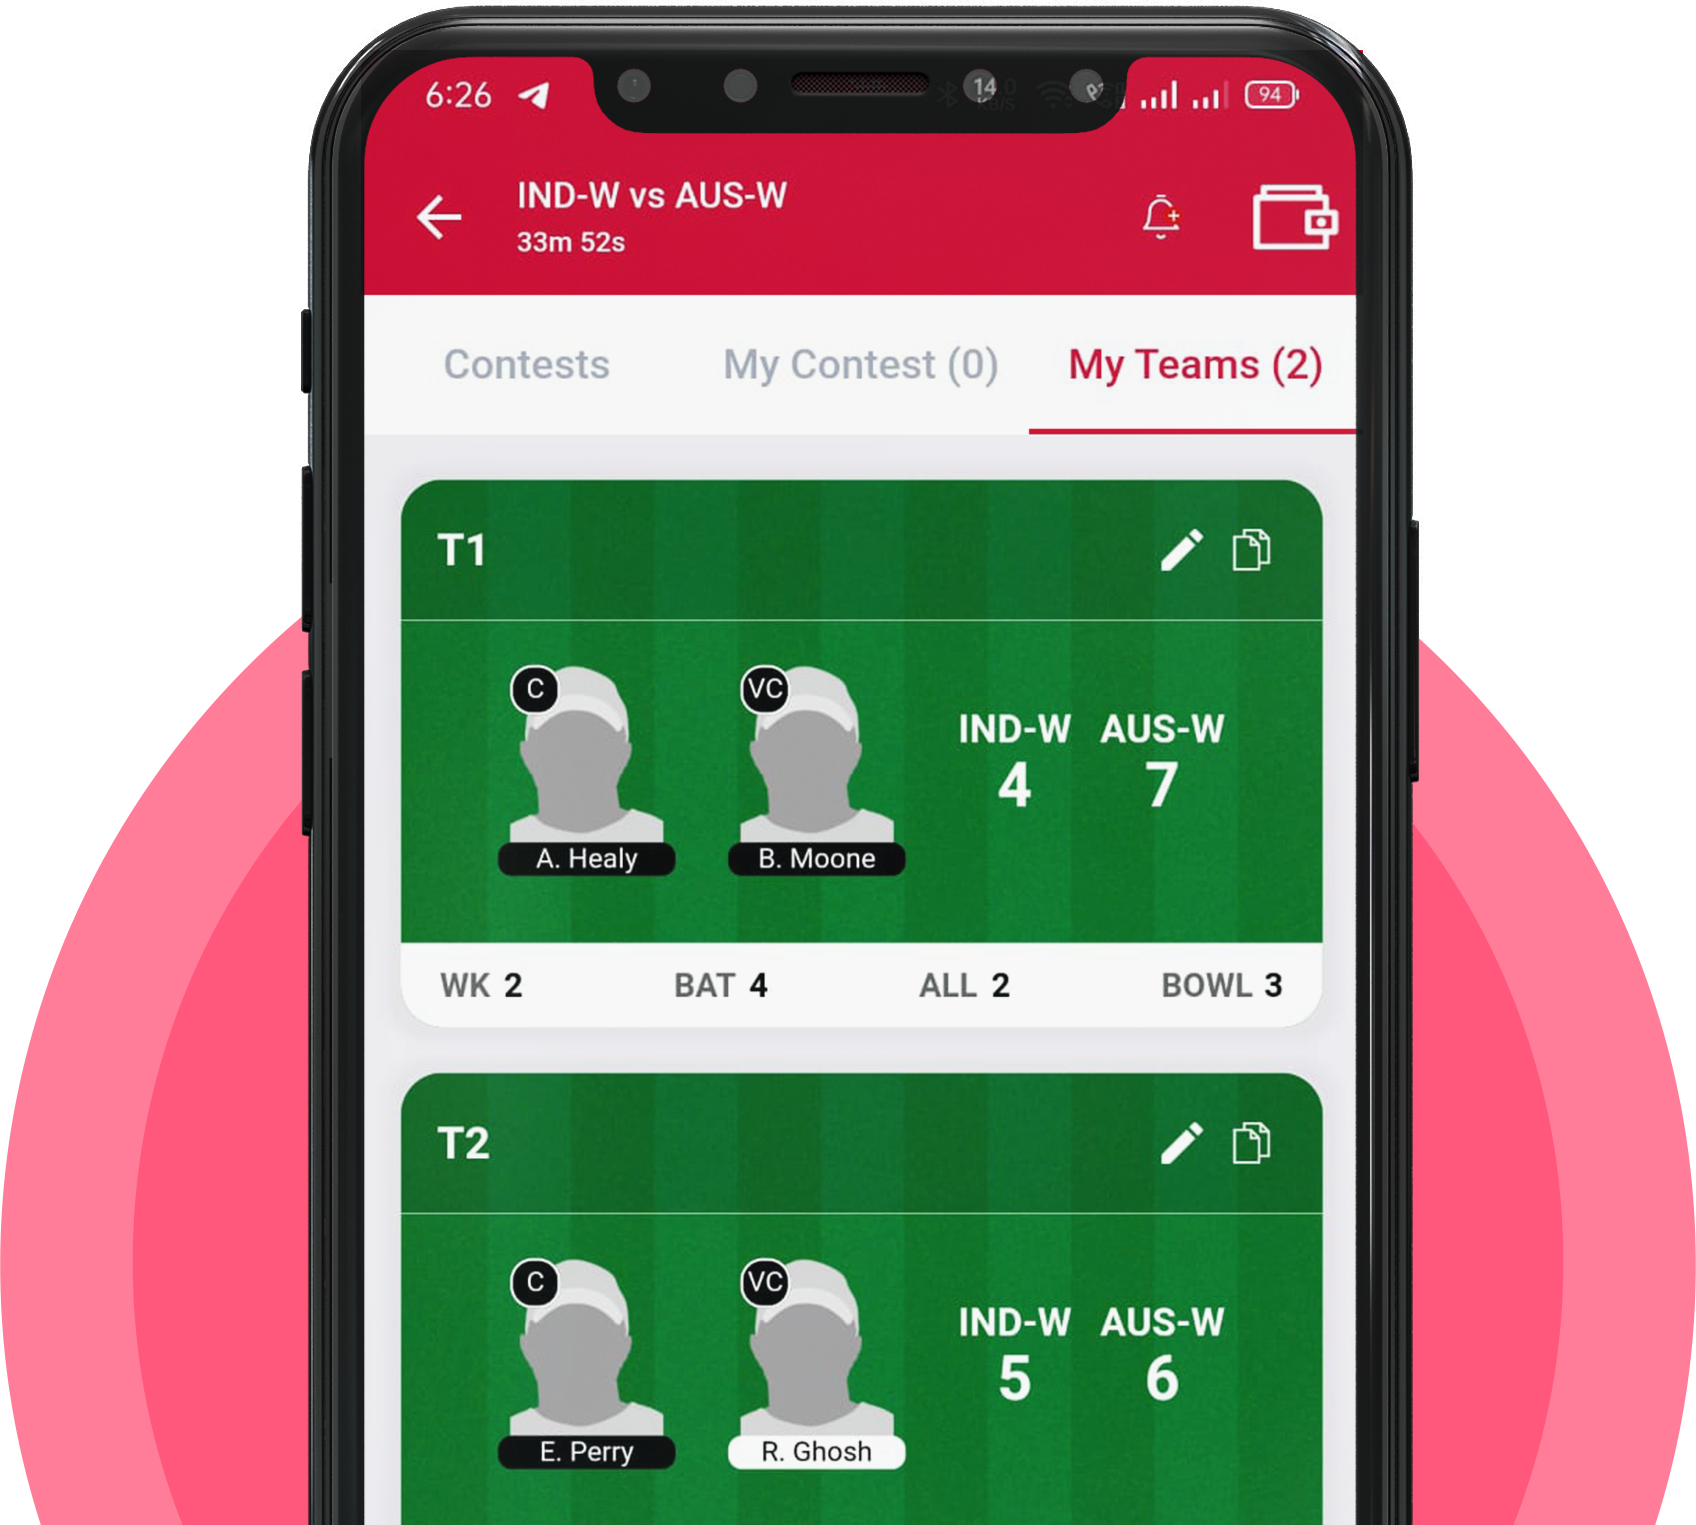 6:26 14 94
IND-W vs AUS-W
33m 52s
Contests My Contest (0) My Teams (2)
T1
C VC
IND-W AUS-W
4 7
A. Healy B. Moone
WK 2 BAT 4 ALL 2 BOWL 3
T2
C VC
IND-W AUS-W
5 6
E. Perry R. Ghosh